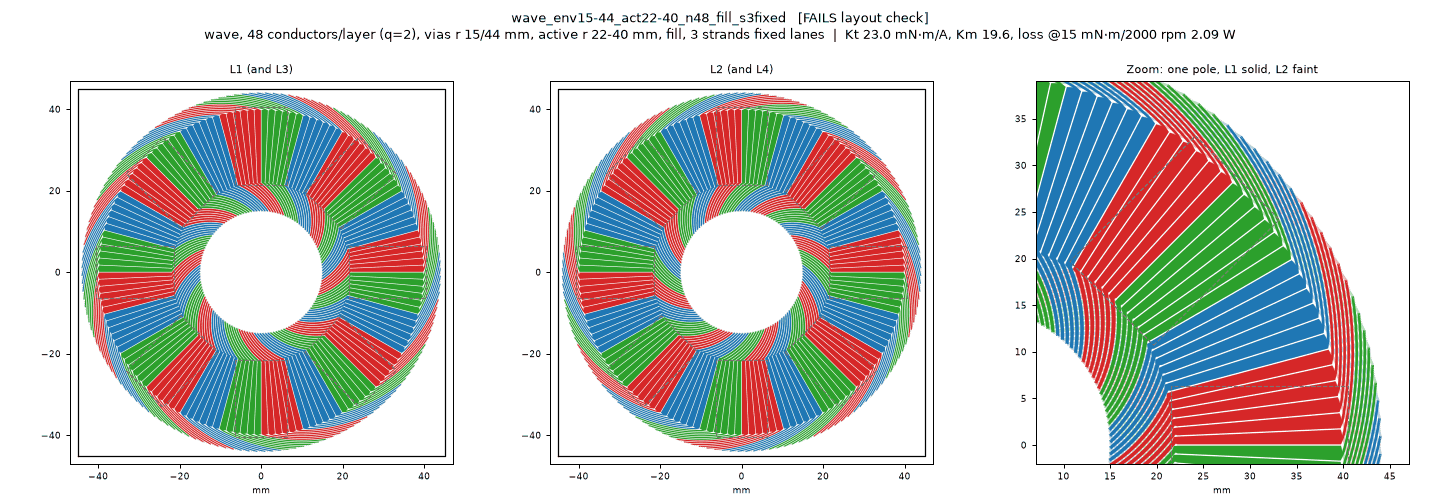 wave_env15-44_act22-40_n48_fill_s3fixed [FAILS layout check]
wave, 48 conductors/layer (q=2), vias r 15/44 mm, active r 22-40 mm, fill, 3 strands fixed lanes | Kt 23.0 mN·m/A, Km 19.6, loss @15 mN·m/2000 rpm 2.09 W
L1 (and L3)
40
20
0
−20
−40
−40 −20 0 20 40
mm
L2 (and L4)
40
20
0
−20
−40
−40 −20 0 20 40
mm
Zoom: one pole, L1 solid, L2 faint
35
30
25
20
15
10
5
0
10 15 20 25 30 35 40 45
mm